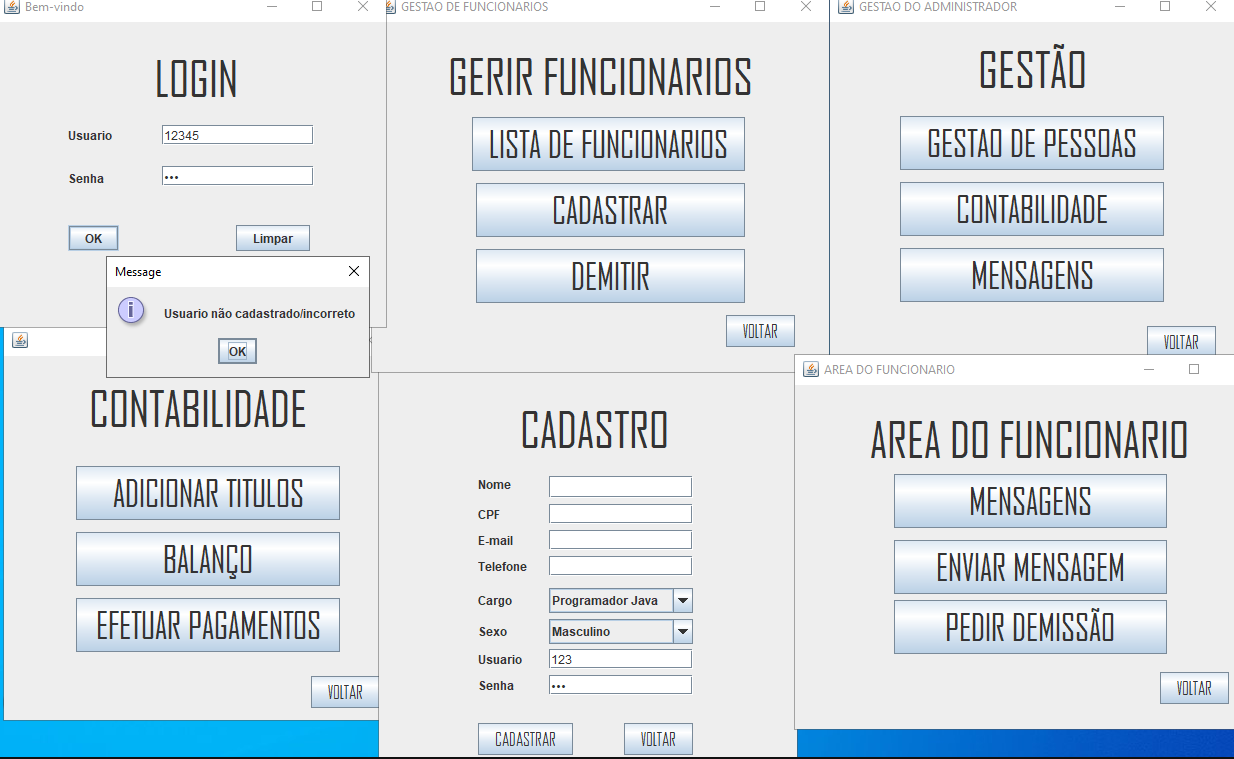 Bem-vindo
LOGIN
Usuario 12345
Senha •••
OK Limpar
Message
Usuario não cadastrado/incorreto
OK
GESTAO DE FUNCIONARIOS
GERIR FUNCIONARIOS
LISTA DE FUNCIONARIOS
CADASTRAR
DEMITIR
VOLTAR
GESTAO DO ADMINISTRADOR
GESTÃO
GESTAO DE PESSOAS
CONTABILIDADE
MENSAGENS
VOLTAR
CONTABILIDADE
ADICIONAR TITULOS
BALANÇO
EFETUAR PAGAMENTOS
VOLTAR
CADASTRO
Nome
CPF
E-mail
Telefone
Cargo Programador Java
Sexo Masculino
Usuario 123
Senha •••
CADASTRAR VOLTAR
AREA DO FUNCIONARIO
AREA DO FUNCIONARIO
MENSAGENS
ENVIAR MENSAGEM
PEDIR DEMISSÃO
VOLTAR